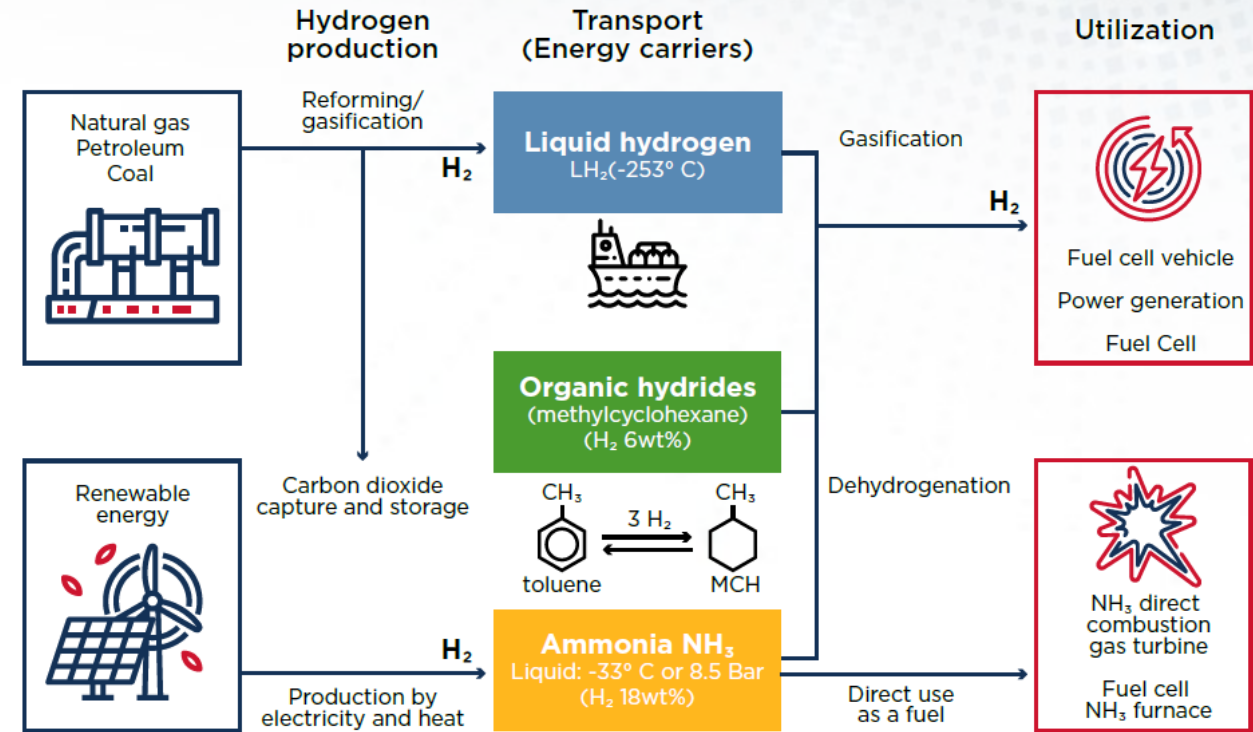 Hydrogen
production
Transport
(Energy carriers)
Utilization
Natural gas
Petroleum
Coal
Reforming/
gasification
H₂
Liquid hydrogen
LH₂(-253° C)
Gasification
H₂
Fuel cell vehicle
Power generation
Fuel Cell
Organic hydrides
(methylcyclohexane)
(H₂ 6wt%)
Renewable
energy
Carbon dioxide
capture and storage
CH₃
3 H₂
CH₃
toluene
MCH
Dehydrogenation
H₂
Production by
electricity and heat
Ammonia NH₃
Liquid: -33° C or 8.5 Bar
(H₂ 18wt%)
Direct use
as a fuel
NH₃ direct
combustion
gas turbine
Fuel cell
NH₃ furnace